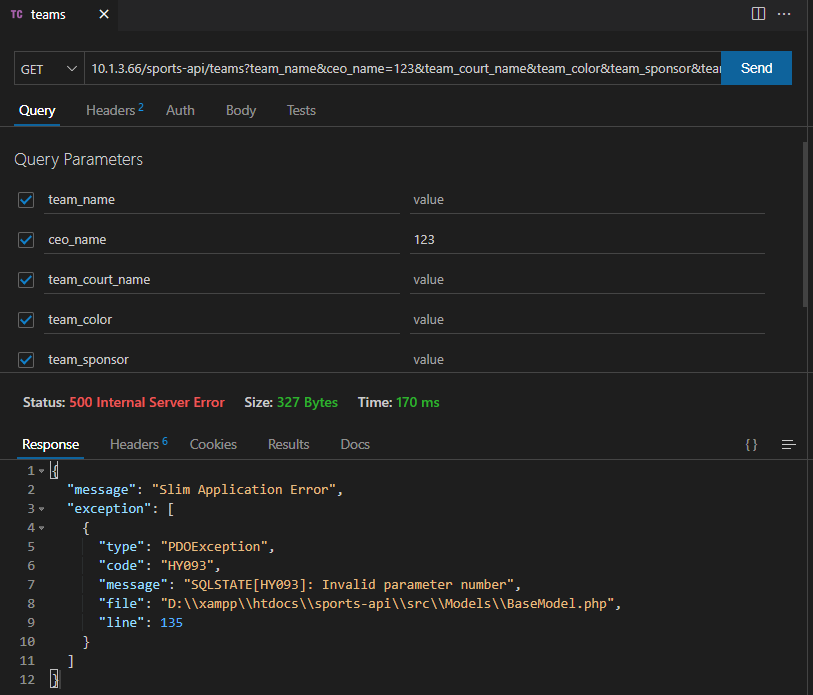 TC teams ×
GET 10.1.3.66/sports-api/teams?team_name&ceo_name=123&team_court_name&team_color&team_sponsor&tear Send
Query Headers 2 Auth Body Tests
Query Parameters
team_name value
ceo_name 123
team_court_name value
team_color value
team_sponsor value
Status: 500 Internal Server Error Size: 327 Bytes Time: 170 ms
Response Headers 6 Cookies Results Docs { }
1 {
2 "message": "Slim Application Error",
3 "exception": [
4 {
5 "type": "PDOException",
6 "code": "HY093",
7 "message": "SQLSTATE[HY093]: Invalid parameter number",
8 "file": "D:\\xampp\\htdocs\\sports-api\\src\\Models\\BaseModel.php",
9 "line": 135
10 }
11 ]
12 }